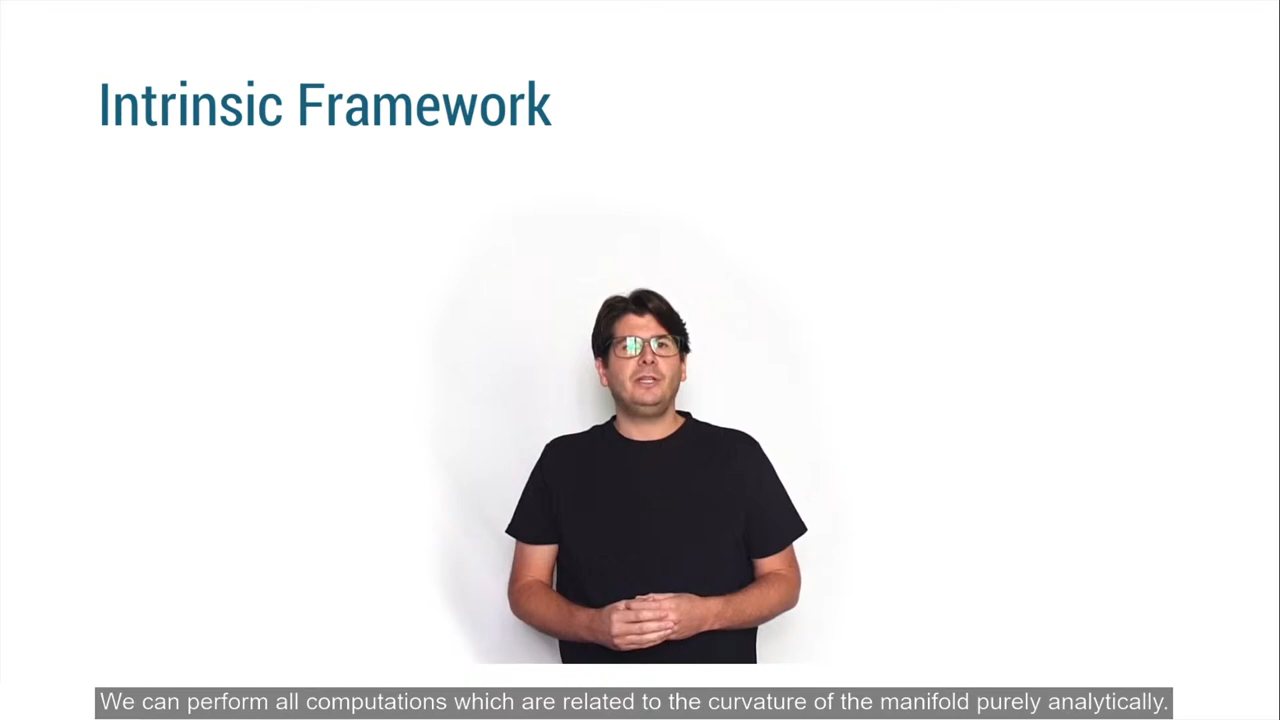 Intrinsic Framework
We can perform all computations which are related to the curvature of the manifold purely analytically.